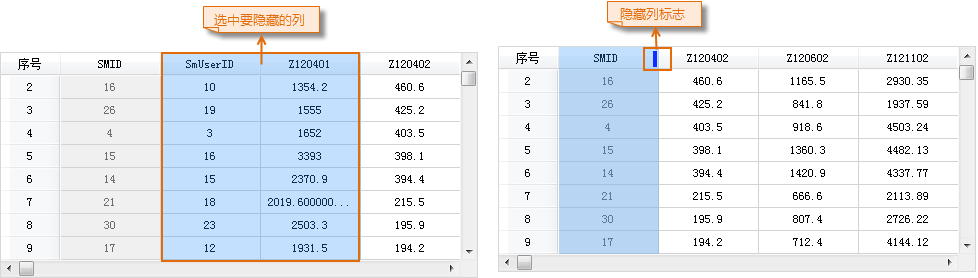 选中要隐藏的列
序号 SMID SmUserID Z120401 Z120402
2 16 10 1354.2 460.6
3 26 19 1555 425.2
4 4 3 1652 403.5
5 15 16 3393 398.1
6 14 15 2370.9 394.4
7 21 18 2019.600000... 215.5
8 30 23 2503.3 195.9
9 17 12 1931.5 194.2
隐藏列标志
序号 SMID Z120402 Z120602 Z121102
2 16 460.6 1165.5 2930.35
3 26 425.2 841.8 1937.59
4 4 403.5 918.6 4503.24
5 15 398.1 1360.3 4482.13
6 14 394.4 1420.9 4337.77
7 21 215.5 666.6 2113.89
8 30 195.9 807.4 2726.22
9 17 194.2 712.4 4144.12